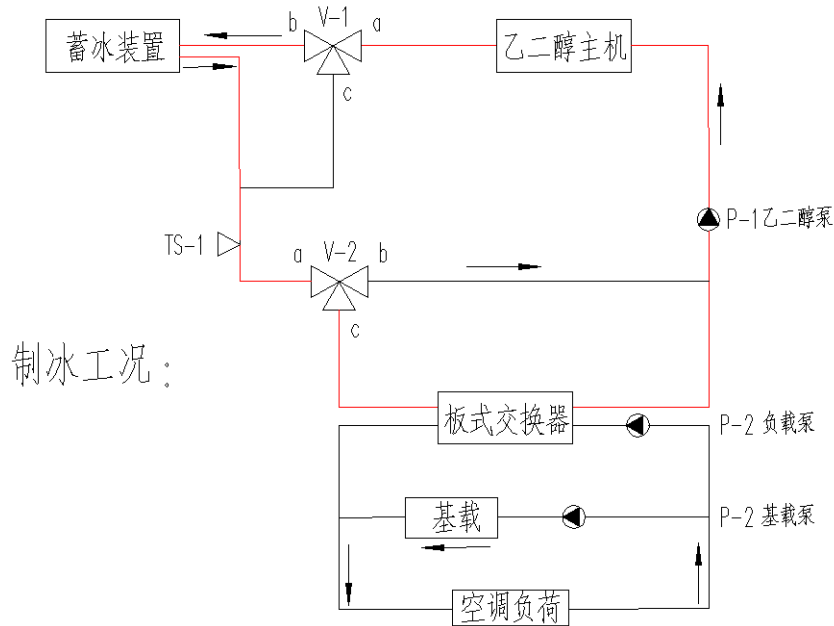 b V-1 a
蓄冰装置
乙二醇主机
c
P-1乙二醇泵
TS-1
a V-2 b
c
制冰工况：
板式交换器
P-2 负载泵
基载
P-2 基载泵
空调负荷